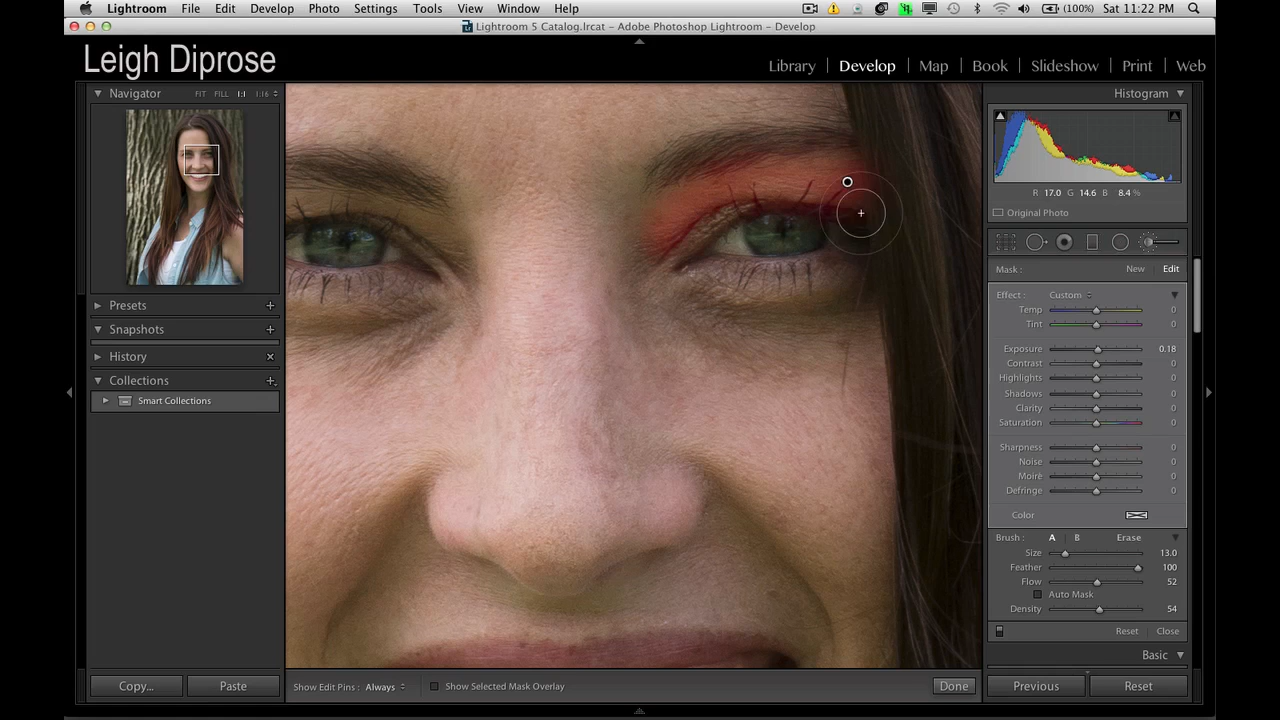 Lightroom File Edit Develop Photo Settings Tools View Window Help (100%) Sat 11:22 PM
Lightroom 5 Catalog.lrcat – Adobe Photoshop Lightroom – Develop
Leigh Diprose
Library | Develop | Map | Book | Slideshow | Print | Web
Navigator FIT FILL 1:1 1:16
Presets +
Snapshots +
History ×
Collections +
Smart Collections
Copy... Paste
Show Edit Pins : Always Show Selected Mask Overlay Done
Histogram
R 17.0 G 14.6 B 8.4 %
Original Photo
Mask : New Edit
Effect : Custom
Temp 0
Tint 0
Exposure 0.18
Contrast 0
Highlights 0
Shadows 0
Clarity 0
Saturation 0
Sharpness 0
Noise 0
Moiré 0
Defringe 0
Color
Brush : A B Erase
Size 13.0
Feather 100
Flow 52
Auto Mask
Density 54
Reset Close
Basic
Previous Reset